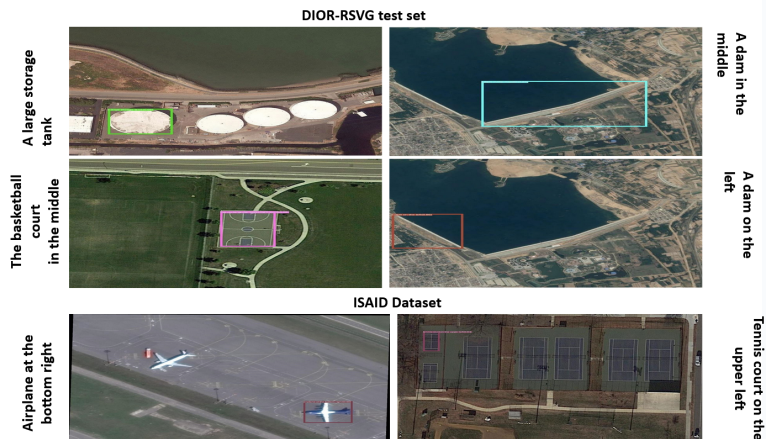 DIOR-RSVG test set
A large storage
tank
A dam in the
middle
The basketball
court
in the middle
A dam on the
left
ISAID Dataset
Airplane at the
bottom right
Tennis court on the
upper left